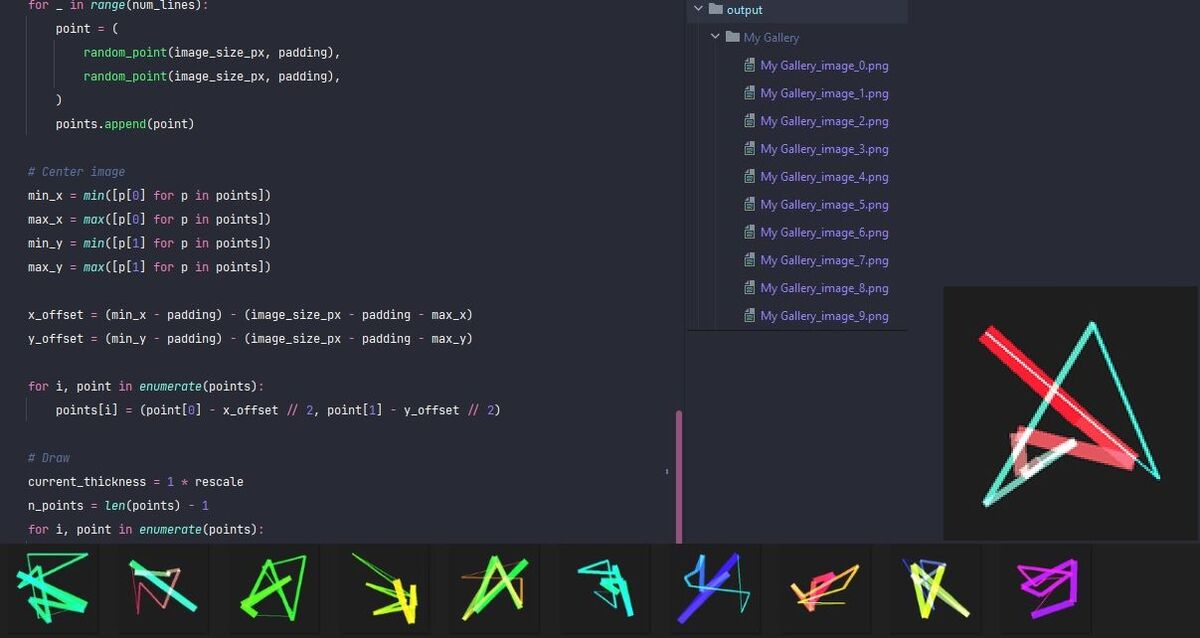 for _ in range(num_lines):
    point = (
        random_point(image_size_px, padding),
        random_point(image_size_px, padding),
    )
    points.append(point)
# Center image
min_x = min([p[0] for p in points])
max_x = max([p[0] for p in points])
min_y = min([p[1] for p in points])
max_y = max([p[1] for p in points])
x_offset = (min_x - padding) - (image_size_px - padding - max_x)
y_offset = (min_y - padding) - (image_size_px - padding - max_y)
for i, point in enumerate(points):
    points[i] = (point[0] - x_offset // 2, point[1] - y_offset // 2)
# Draw
current_thickness = 1 * rescale
n_points = len(points) - 1
for i, point in enumerate(points):
output
My Gallery
My Gallery_image_0.png
My Gallery_image_1.png
My Gallery_image_2.png
My Gallery_image_3.png
My Gallery_image_4.png
My Gallery_image_5.png
My Gallery_image_6.png
My Gallery_image_7.png
My Gallery_image_8.png
My Gallery_image_9.png